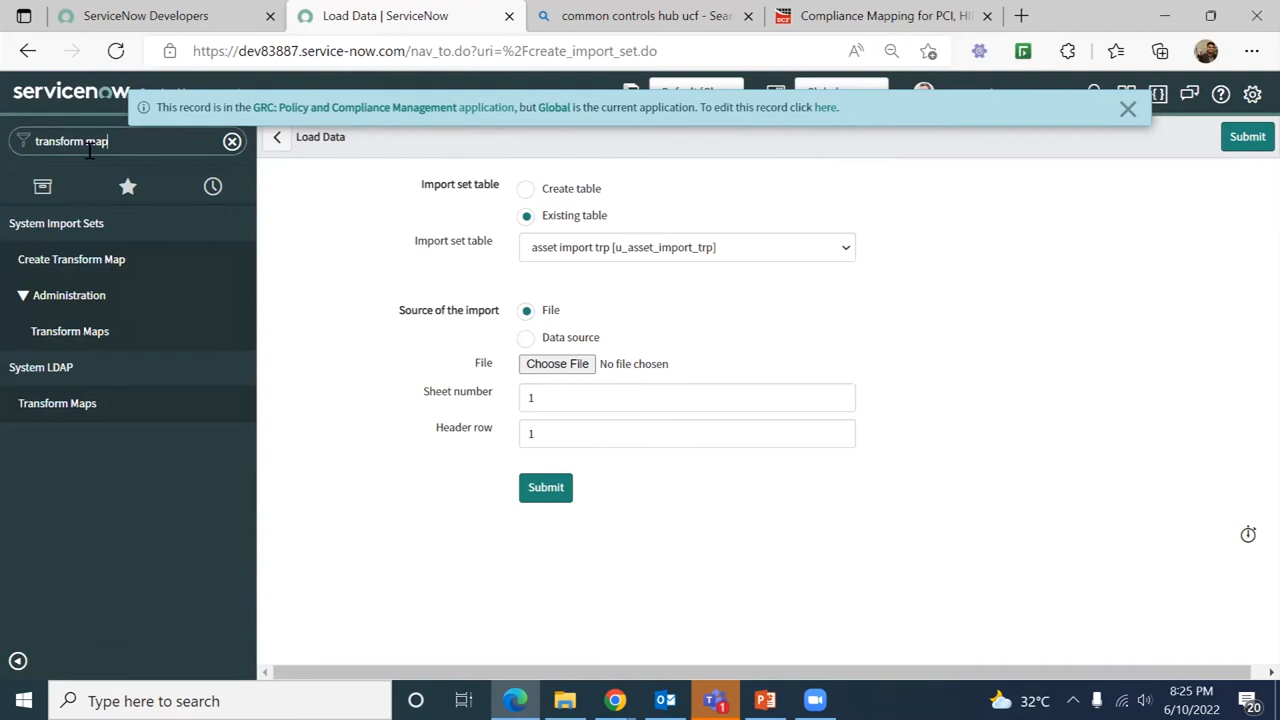 ServiceNow Developers
Load Data | ServiceNow
common controls hub ucf - Sear
Compliance Mapping for PCI, HI
https://dev83887.service-now.com/nav_to.do?uri=%2Fcreate_import_set.do
servicenow
This record is in the GRC: Policy and Compliance Management application, but Global is the current application. To edit this record click here.
transform map
Load Data
Submit
System Import Sets
Create Transform Map
Administration
Transform Maps
System LDAP
Transform Maps
Import set table
Create table
Existing table
Import set table
asset import trp [u_asset_import_trp]
Source of the import
File
Data source
File
Choose File No file chosen
Sheet number
1
Header row
1
Submit
Type here to search
1
32°C
8:25 PM
6/10/2022
20